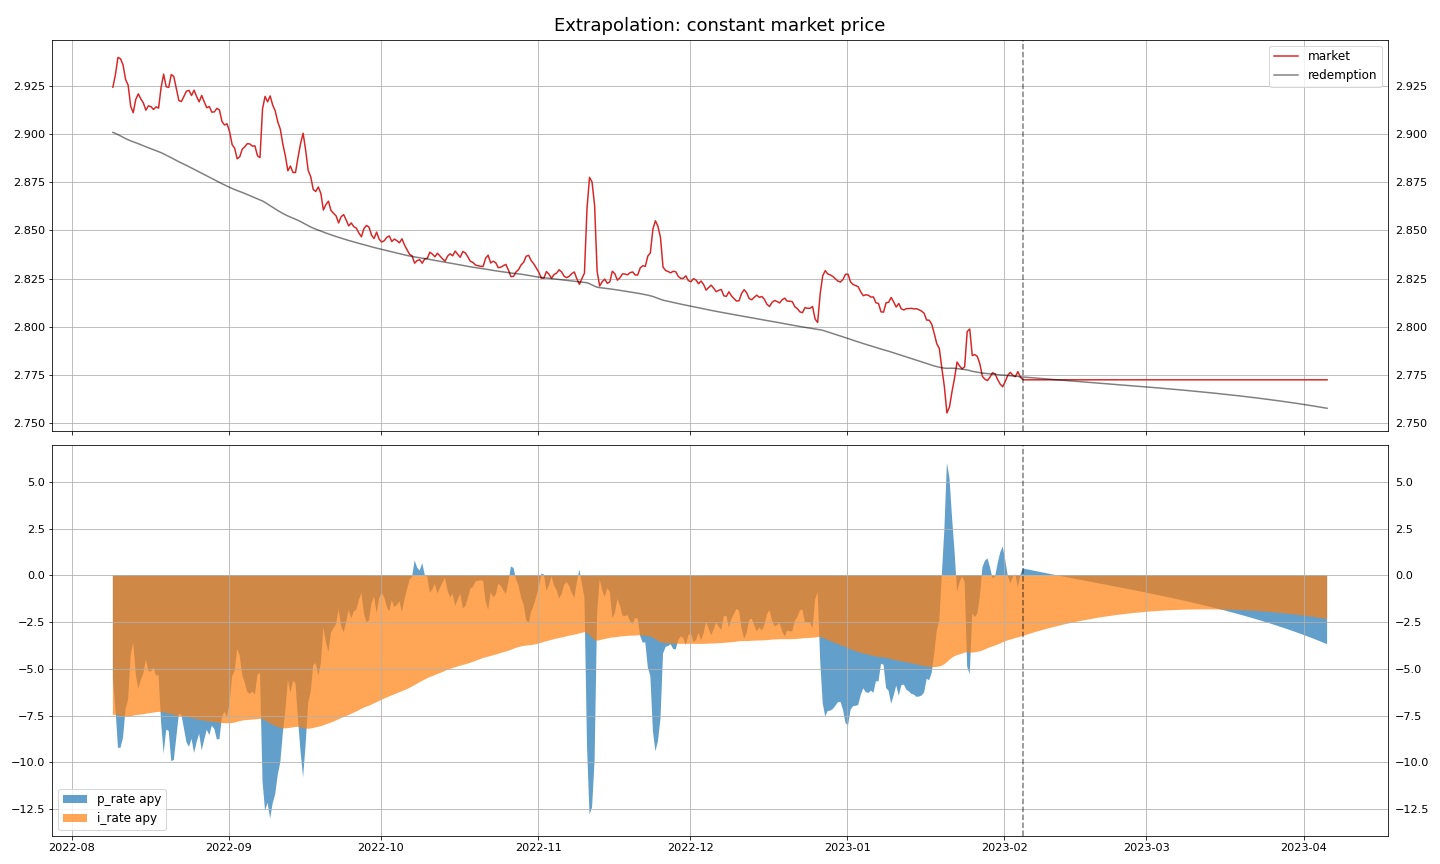 Extrapolation: constant market price
market
redemption
2.925 2.925
2.900 2.900
2.875 2.875
2.850 2.850
2.825 2.825
2.800 2.800
2.775 2.775
2.750 2.750
5.0 5.0
2.5 2.5
0.0 0.0
−2.5 −2.5
−5.0 −5.0
−7.5 −7.5
−10.0 −10.0
−12.5 −12.5
p_rate apy
i_rate apy
2022-08 2022-09 2022-10 2022-11 2022-12 2023-01 2023-02 2023-03 2023-04